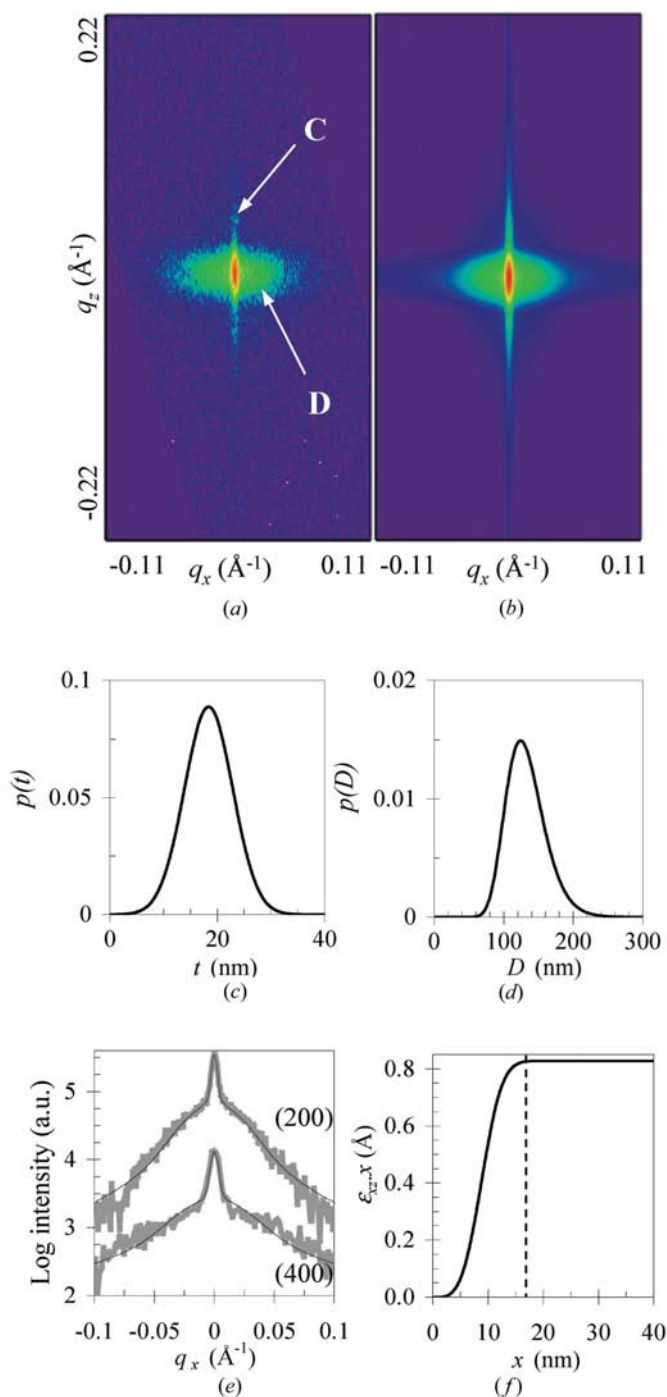 0.22
C
q_z (Å⁻¹)
D
-0.22
-0.11 q_x (Å⁻¹) 0.11 -0.11 q_x (Å⁻¹) 0.11
(a) (b)
0.1 0.02
p(t) p(D)
0.05 0.01
0 0
0 20 40 0 100 200 300
t (nm) D (nm)
(c) (d)
Log intensity (a.u.)
5
4
3
2
(200)
(400)
-0.1 -0.05 0 0.05 0.1
q_x (Å⁻¹)
(e)
ε_xz.x (Å)
0.8
0.6
0.4
0.2
0.0
0 10 20 30 40
x (nm)
(f)